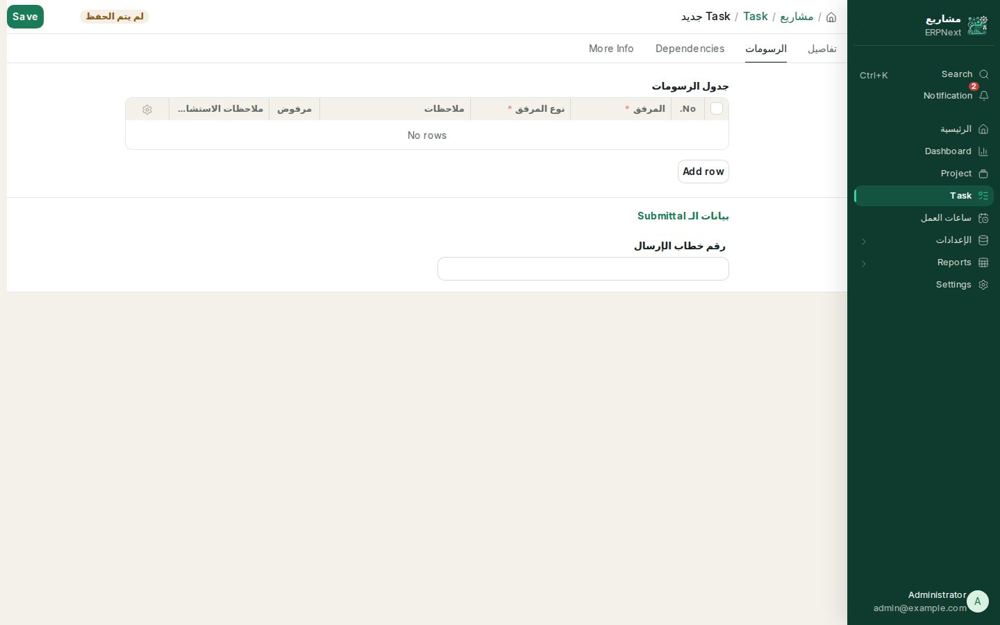 مشاريع
ERPNext
Search Ctrl+K
2
Notification
الرئيسية
Dashboard
Project
Task
ساعات العمل
الإعدادات
Reports
Settings
Administrator
admin@example.com
A
/ مشاريع / Task / Task جديد
لم يتم الحفظ
Save
تفاصيل
الرسومات
Dependencies
More Info
جدول الرسومات
No.
المرفق *
نوع المرفق *
ملاحظات
مرفوض
ملاحظات الاستشا...
No rows
Add row
بيانات الـ Submittal
رقم خطاب الإرسال